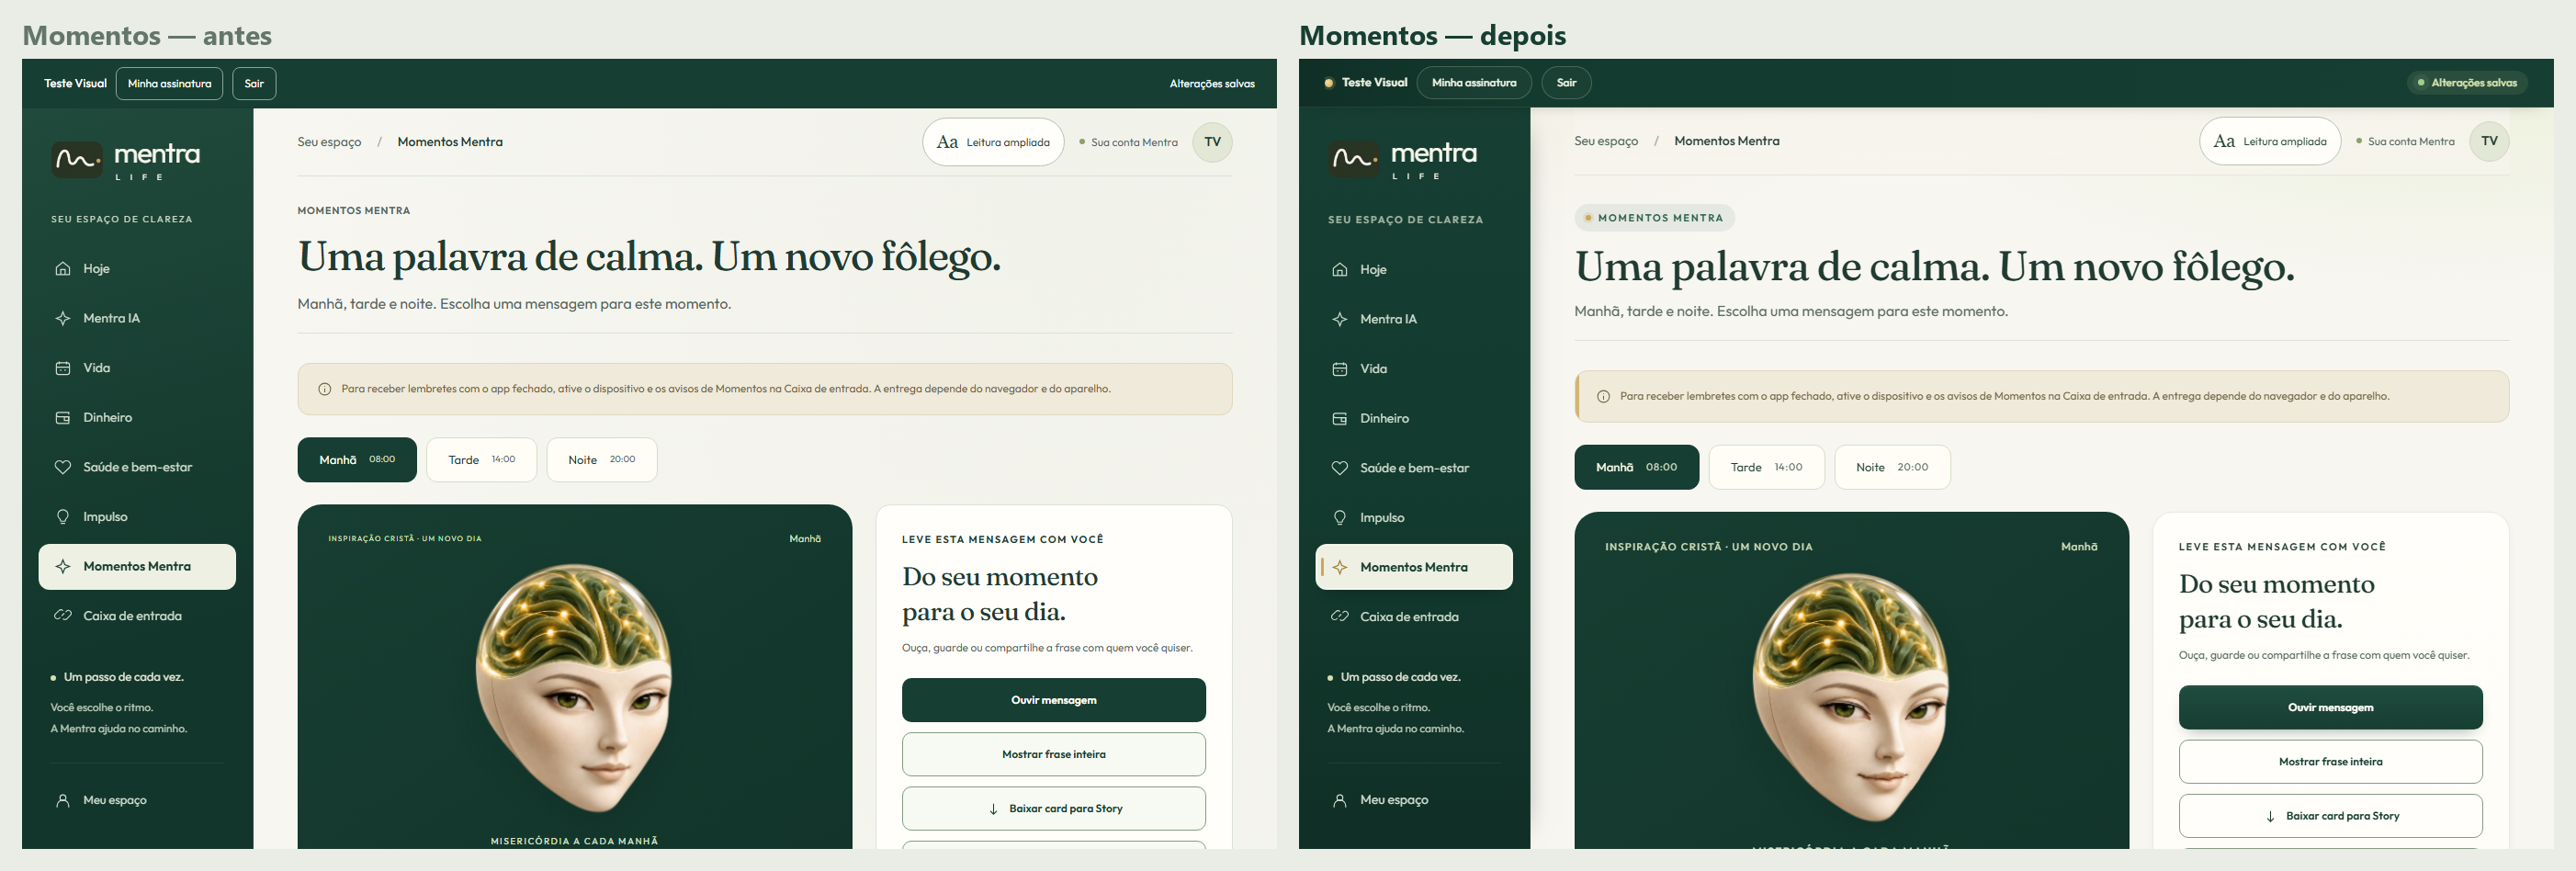 Momentos — antes
Teste Visual Minha assinatura Sair Alterações salvas
mentra
LIFE
SEU ESPAÇO DE CLAREZA
Hoje
Mentra IA
Vida
Dinheiro
Saúde e bem-estar
Impulso
Momentos Mentra
Caixa de entrada
Um passo de cada vez.
Você escolhe o ritmo.
A Mentra ajuda no caminho.
Meu espaço
Seu espaço / Momentos Mentra Aa Leitura ampliada Sua conta Mentra TV
MOMENTOS MENTRA
Uma palavra de calma. Um novo fôlego.
Manhã, tarde e noite. Escolha uma mensagem para este momento.
Para receber lembretes com o app fechado, ative o dispositivo e os avisos de Momentos na Caixa de entrada. A entrega depende do navegador e do aparelho.
Manhã 08:00 Tarde 14:00 Noite 20:00
INSPIRAÇÃO CRISTÃ · UM NOVO DIA Manhã
MISERICÓRDIA A CADA MANHÃ
LEVE ESTA MENSAGEM COM VOCÊ
Do seu momento
para o seu dia.
Ouça, guarde ou compartilhe a frase com quem você quiser.
Ouvir mensagem
Mostrar frase inteira
Baixar card para Story
Momentos — depois
Teste Visual Minha assinatura Sair Alterações salvas
mentra
LIFE
SEU ESPAÇO DE CLAREZA
Hoje
Mentra IA
Vida
Dinheiro
Saúde e bem-estar
Impulso
Momentos Mentra
Caixa de entrada
Um passo de cada vez.
Você escolhe o ritmo.
A Mentra ajuda no caminho.
Meu espaço
Seu espaço / Momentos Mentra Aa Leitura ampliada Sua conta Mentra TV
MOMENTOS MENTRA
Uma palavra de calma. Um novo fôlego.
Manhã, tarde e noite. Escolha uma mensagem para este momento.
Para receber lembretes com o app fechado, ative o dispositivo e os avisos de Momentos na Caixa de entrada. A entrega depende do navegador e do aparelho.
Manhã 08:00 Tarde 14:00 Noite 20:00
INSPIRAÇÃO CRISTÃ · UM NOVO DIA Manhã
LEVE ESTA MENSAGEM COM VOCÊ
Do seu momento
para o seu dia.
Ouça, guarde ou compartilhe a frase com quem você quiser.
Ouvir mensagem
Mostrar frase inteira
Baixar card para Story